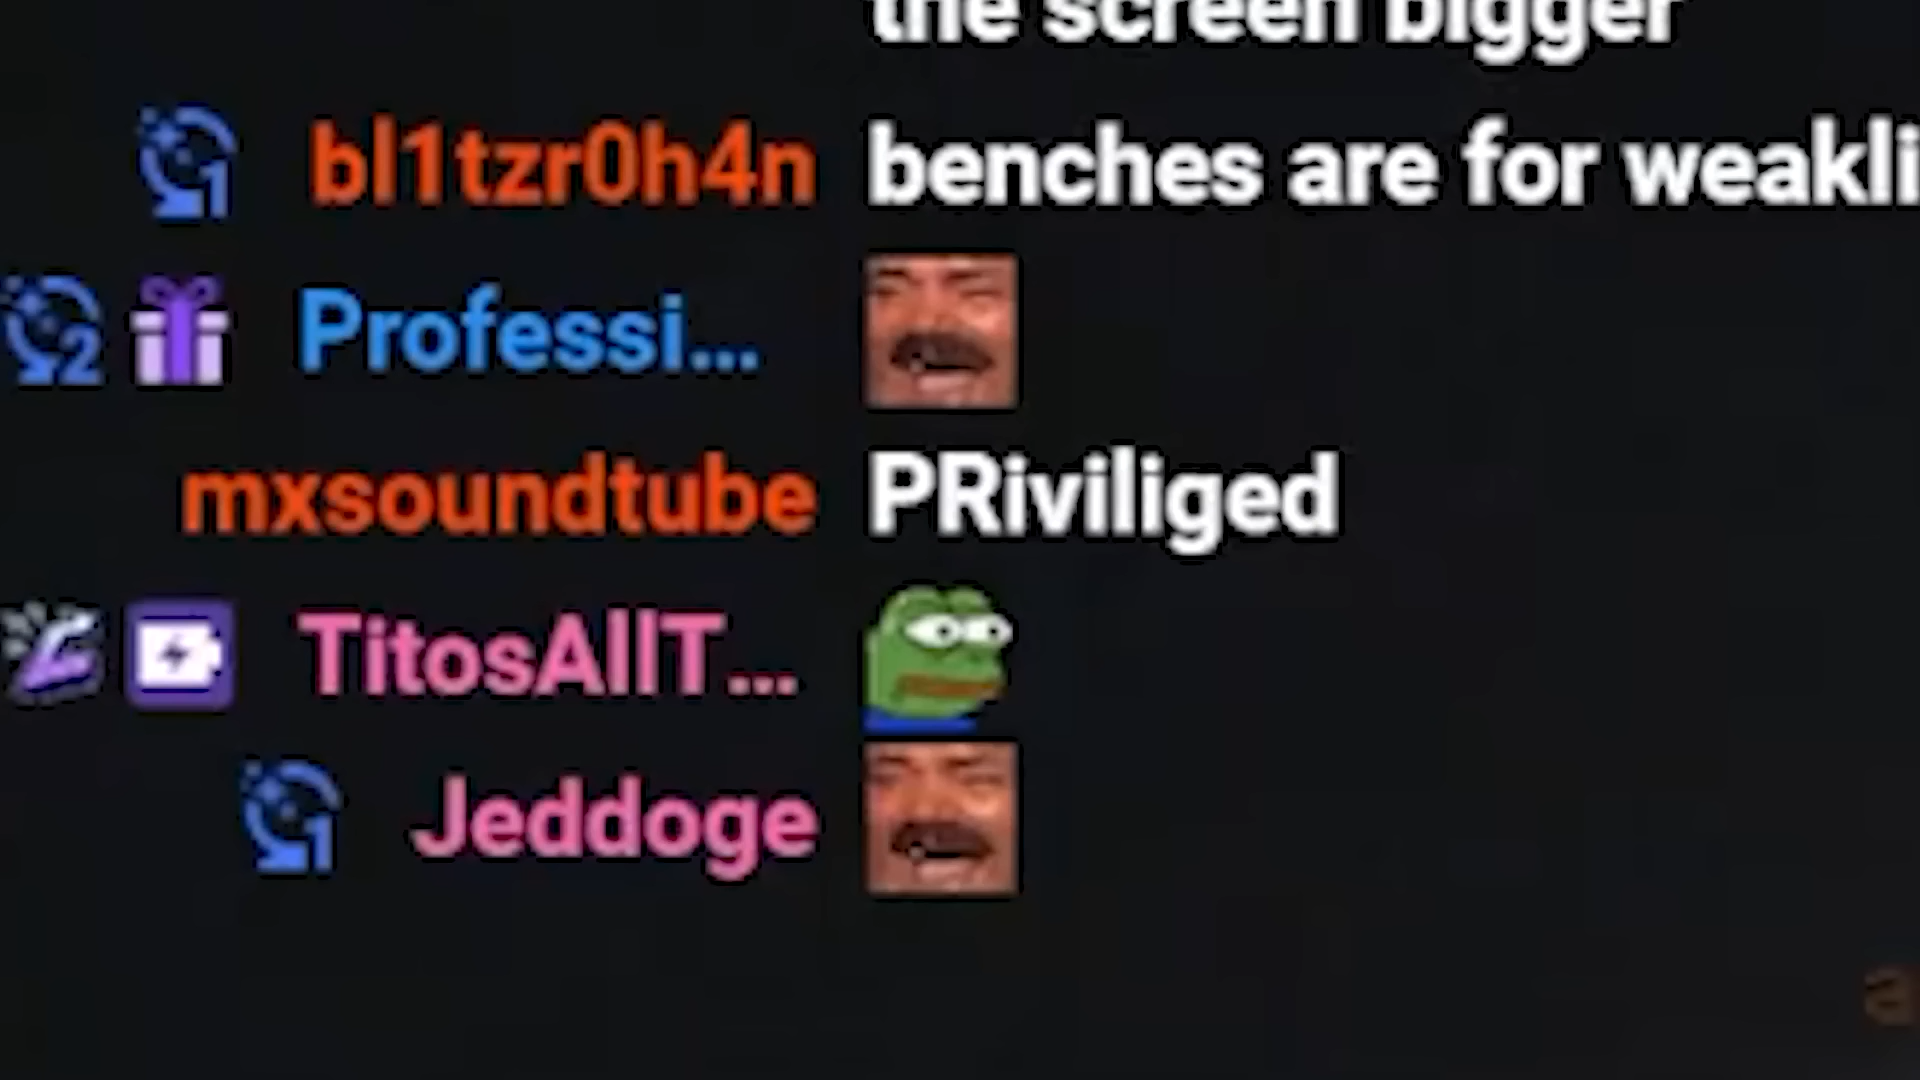 the screen bigger
bl1tzr0h4n benches are for weakli
Professi...
mxsoundtube PRiviliged
TitosAllT...
Jeddoge